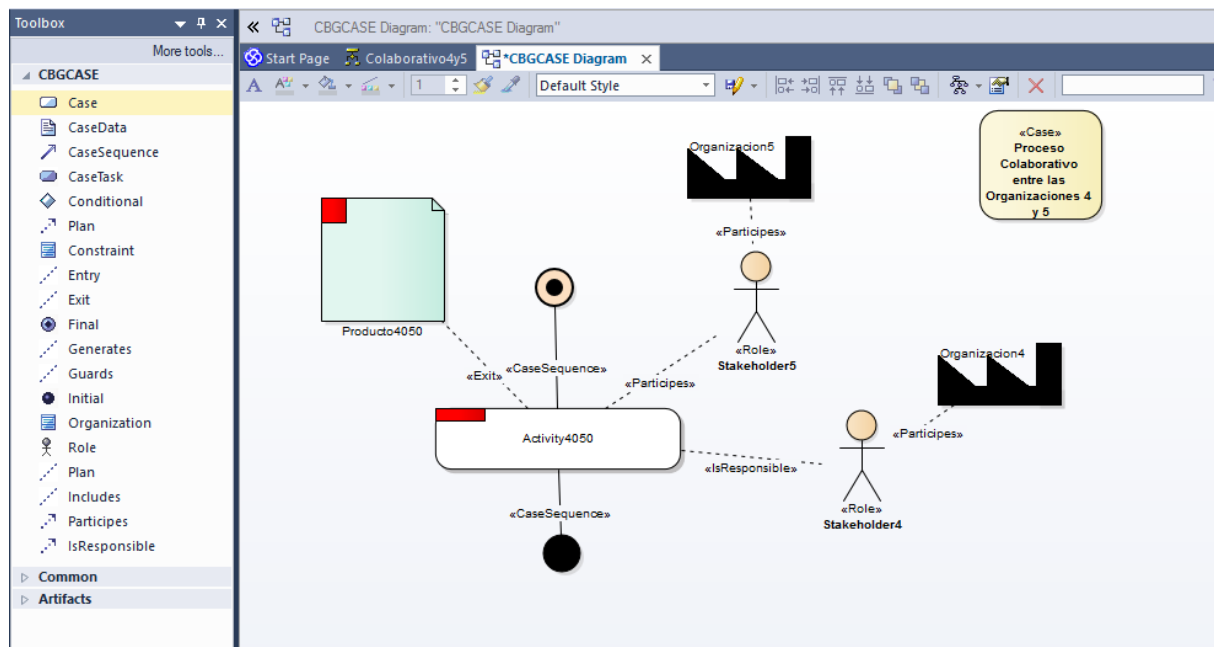 Toolbox
More tools...
CBGCASE
Case
CaseData
CaseSequence
CaseTask
Conditional
Plan
Constraint
Entry
Exit
Final
Generates
Guards
Initial
Organization
Role
Plan
Includes
Participes
IsResponsible
Common
Artifacts
CBGCASE Diagram: "CBGCASE Diagram"
Start Page
Colaborativo4y5
*CBGCASE Diagram
1
Default Style
Organizacion5
«Case»
Proceso
Colaborativo
entre las
Organizaciones 4
y 5
«Participes»
Producto4050
«Role»
Stakeholder5
Organizacion4
«Exit»
«CaseSequence»
«Participes»
Activity4050
«Participes»
«IsResponsible»
«Role»
Stakeholder4
«CaseSequence»